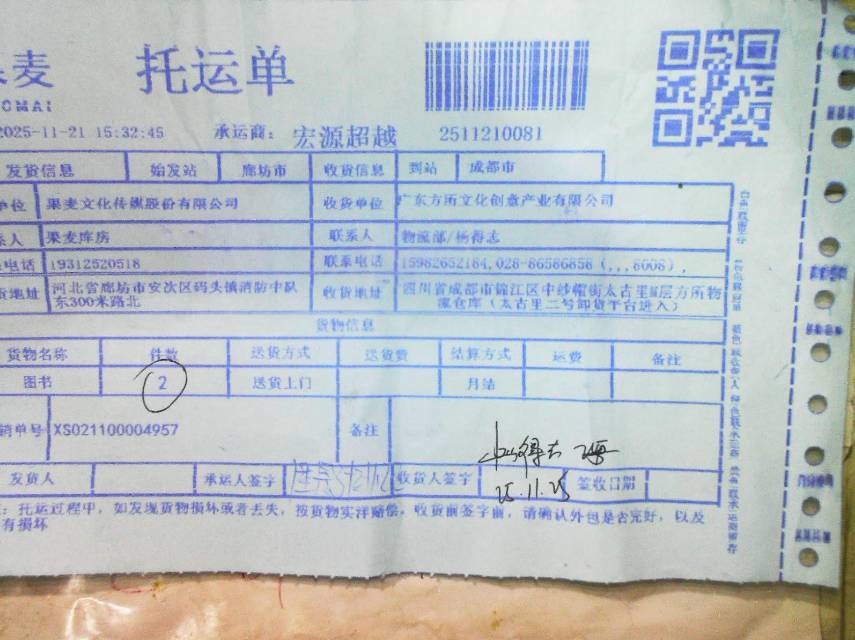 果麦 托运单
GOMAI
2025-11-21 15:32:45 承运商: 宏源超越 2511210081
发货信息 始发站 廊坊市 收货信息 到站 成都市
单位 果麦文化传媒股份有限公司 收货单位 广东方所文化创意产业有限公司
系人 果麦库房 联系人 物流部/杨得志
系电话 19312520518 联系电话 15982652184,028-86586858（,,,8008）,
货地址 河北省廊坊市安次区码头镇消防中队东300米路北 收货地址 四川省成都市锦江区中纱帽街太古里M层方所物流仓库（太古里二号卸货平台进入）
货物信息
货物名称 件数 送货方式 送货费 结算方式 运费 备注
图书 2 送货上门 月结
销单号 XS021100004957 备注
发货人 承运人签字 收货人签字 25.11.25 签收日期
：托运过程中，如发现货物损坏或者丢失，按货物实洋赔偿，收货前签字前，请确认外包是否完好，以及
有损坏